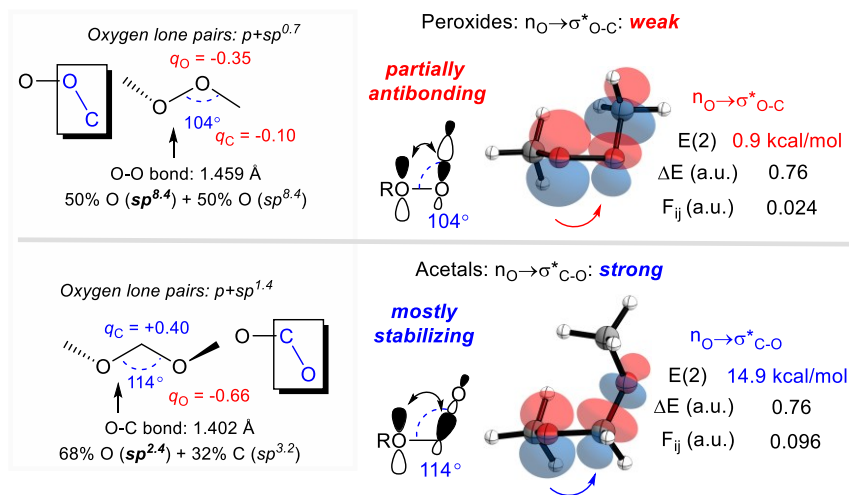 Oxygen lone pairs: p+sp^0.7
q_O = -0.35
O O
C
O O
104°
q_C = -0.10
O-O bond: 1.459 Å
50% O (sp^8.4) + 50% O (sp^8.4)
Peroxides: n_O→σ*_O-C: weak
partially
antibonding
RO O
104°
n_O→σ*_O-C
E(2) 0.9 kcal/mol
ΔE (a.u.) 0.76
F_ij (a.u.) 0.024
Oxygen lone pairs: p+sp^1.4
q_C = +0.40
O O
114°
O C
O
q_O = -0.66
O-C bond: 1.402 Å
68% O (sp^2.4) + 32% C (sp^3.2)
Acetals: n_O→σ*_C-O: strong
mostly
stabilizing
O
RO
114°
n_O→σ*_C-O
E(2) 14.9 kcal/mol
ΔE (a.u.) 0.76
F_ij (a.u.) 0.096